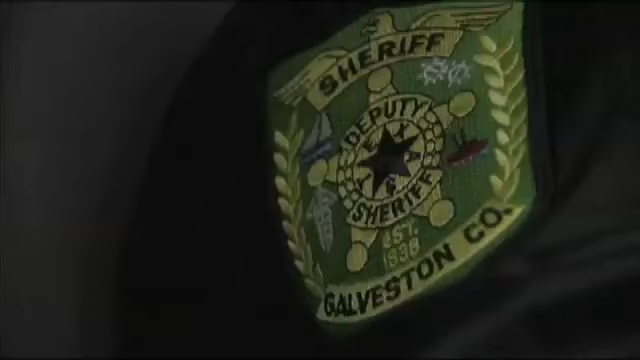 SHERIFF
DEPUTY
TEXAS
SHERIFF
EST.
1838
GALVESTON CO.